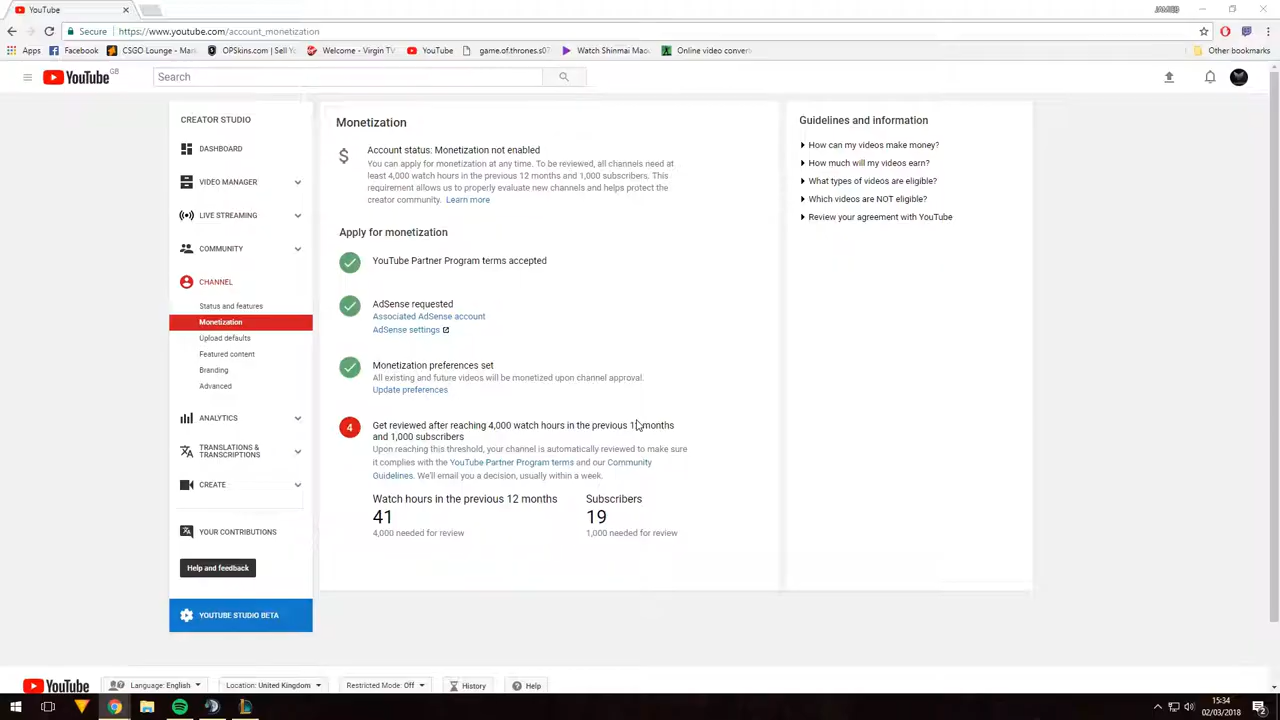 YouTube
JAMES
Secure
https://www.youtube.com/account_monetization
Apps
Facebook
CSGO Lounge - Mark
OPSkins.com | Sell Yo
Welcome - Virgin TV
YouTube
game.of.thrones.s07
Watch Shinmai Mao
Online video conver
Other bookmarks
YouTube GB
Search
CREATOR STUDIO
DASHBOARD
VIDEO MANAGER
LIVE STREAMING
COMMUNITY
CHANNEL
Status and features
Monetization
Upload defaults
Featured content
Branding
Advanced
ANALYTICS
TRANSLATIONS &
TRANSCRIPTIONS
CREATE
YOUR CONTRIBUTIONS
Help and feedback
YOUTUBE STUDIO BETA
Monetization
$
Account status: Monetization not enabled
You can apply for monetization at any time. To be reviewed, all channels need at
least 4,000 watch hours in the previous 12 months and 1,000 subscribers. This
requirement allows us to properly evaluate new channels and helps protect the
creator community. Learn more
Apply for monetization
YouTube Partner Program terms accepted
AdSense requested
Associated AdSense account
AdSense settings
Monetization preferences set
All existing and future videos will be monetized upon channel approval.
Update preferences
4
Get reviewed after reaching 4,000 watch hours in the previous 12 months
and 1,000 subscribers
Upon reaching this threshold, your channel is automatically reviewed to make sure
it complies with the YouTube Partner Program terms and our Community
Guidelines. We'll email you a decision, usually within a week.
Watch hours in the previous 12 months
41
4,000 needed for review
Subscribers
19
1,000 needed for review
Guidelines and information
How can my videos make money?
How much will my videos earn?
What types of videos are eligible?
Which videos are NOT eligible?
Review your agreement with YouTube
YouTube
Language: English
Location: United Kingdom
Restricted Mode: Off
History
Help
15:34
02/03/2018
2